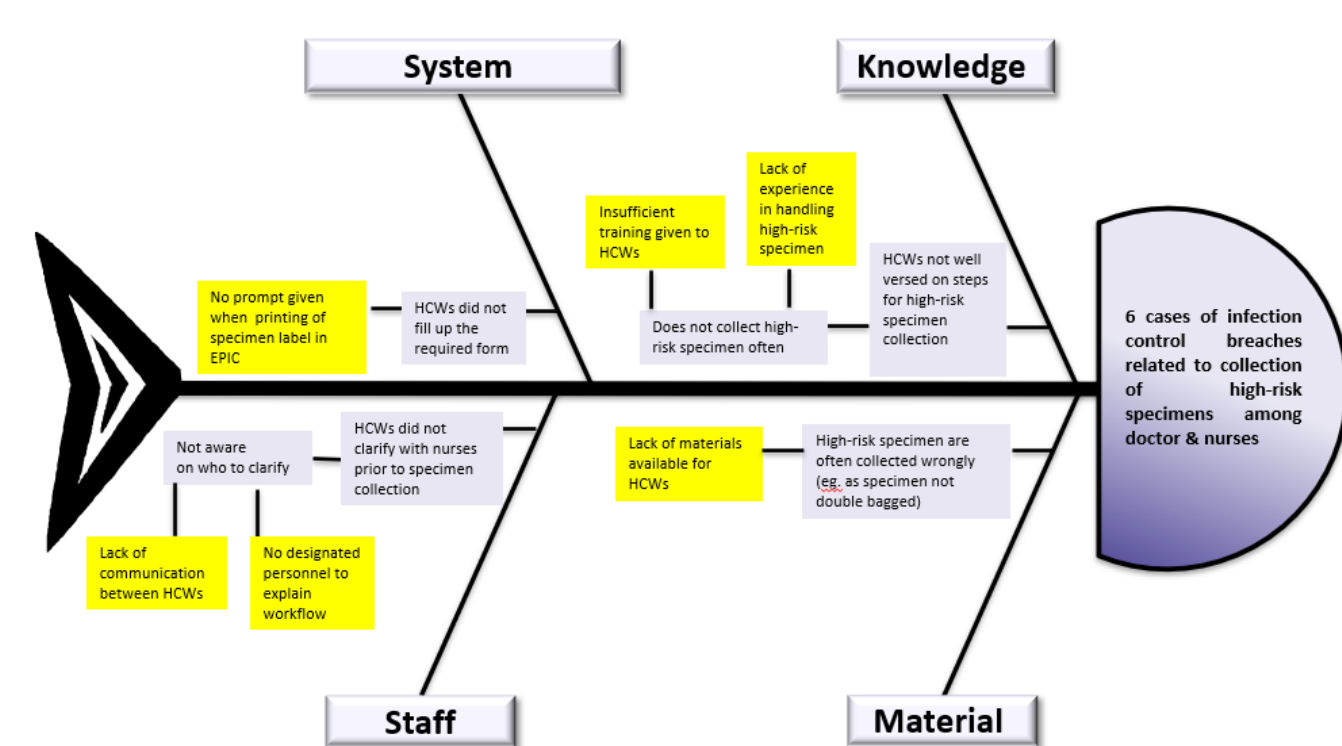 System
Knowledge
Lack of
experience
in handling
high-risk
specimen
Insufficient
training given to
HCWs
HCWs not well
versed on steps
for high-risk
specimen
collection
No prompt given
when printing of
specimen label in
EPIC
HCWs did not
fill up the
required form
Does not collect high-
risk specimen often
6 cases of infection
control breaches
related to collection
of high-risk
specimens among
doctor & nurses
Not aware
on who to clarify
HCWs did not
clarify with nurses
prior to specimen
collection
Lack of materials
available for
HCWs
High-risk specimen are
often collected wrongly
(eg. as specimen not
double bagged)
Lack of
communication
between HCWs
No designated
personnel to
explain
workflow
Staff
Material